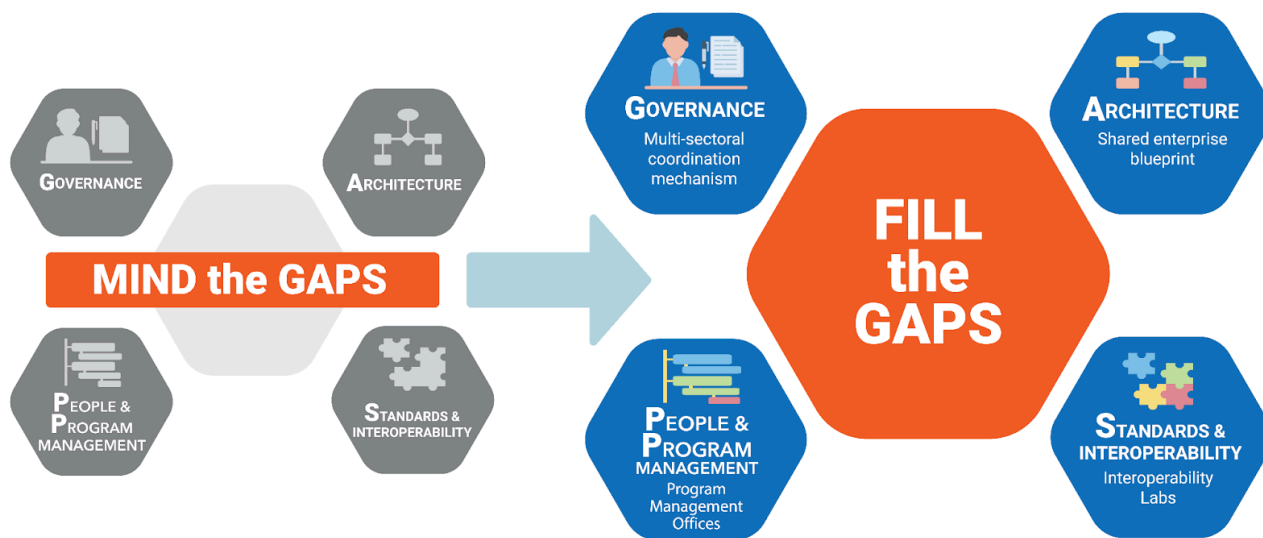 GOVERNANCE
ARCHITECTURE
MIND the GAPS
PEOPLE &
PROGRAM
MANAGEMENT
STANDARDS &
INTEROPERABILITY
GOVERNANCE
Multi-sectoral
coordination
mechanism
ARCHITECTURE
Shared enterprise
blueprint
FILL
the
GAPS
PEOPLE &
PROGRAM
MANAGEMENT
Program
Management
Offices
STANDARDS &
INTEROPERABILITY
Interoperability
Labs